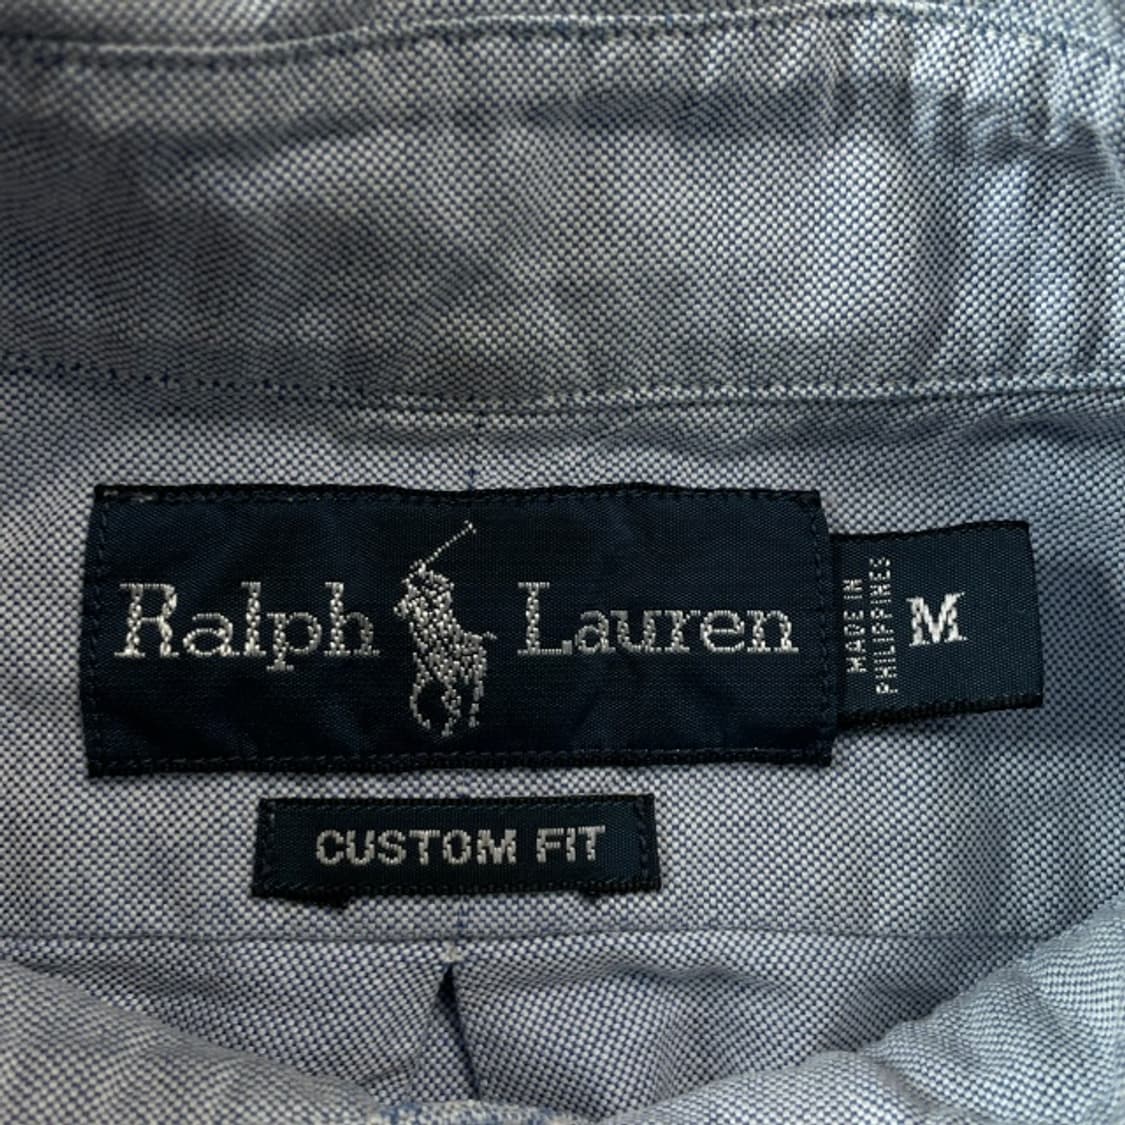 Ralph Lauren
MADE IN
PHILIPPINES
M
CUSTOM FIT